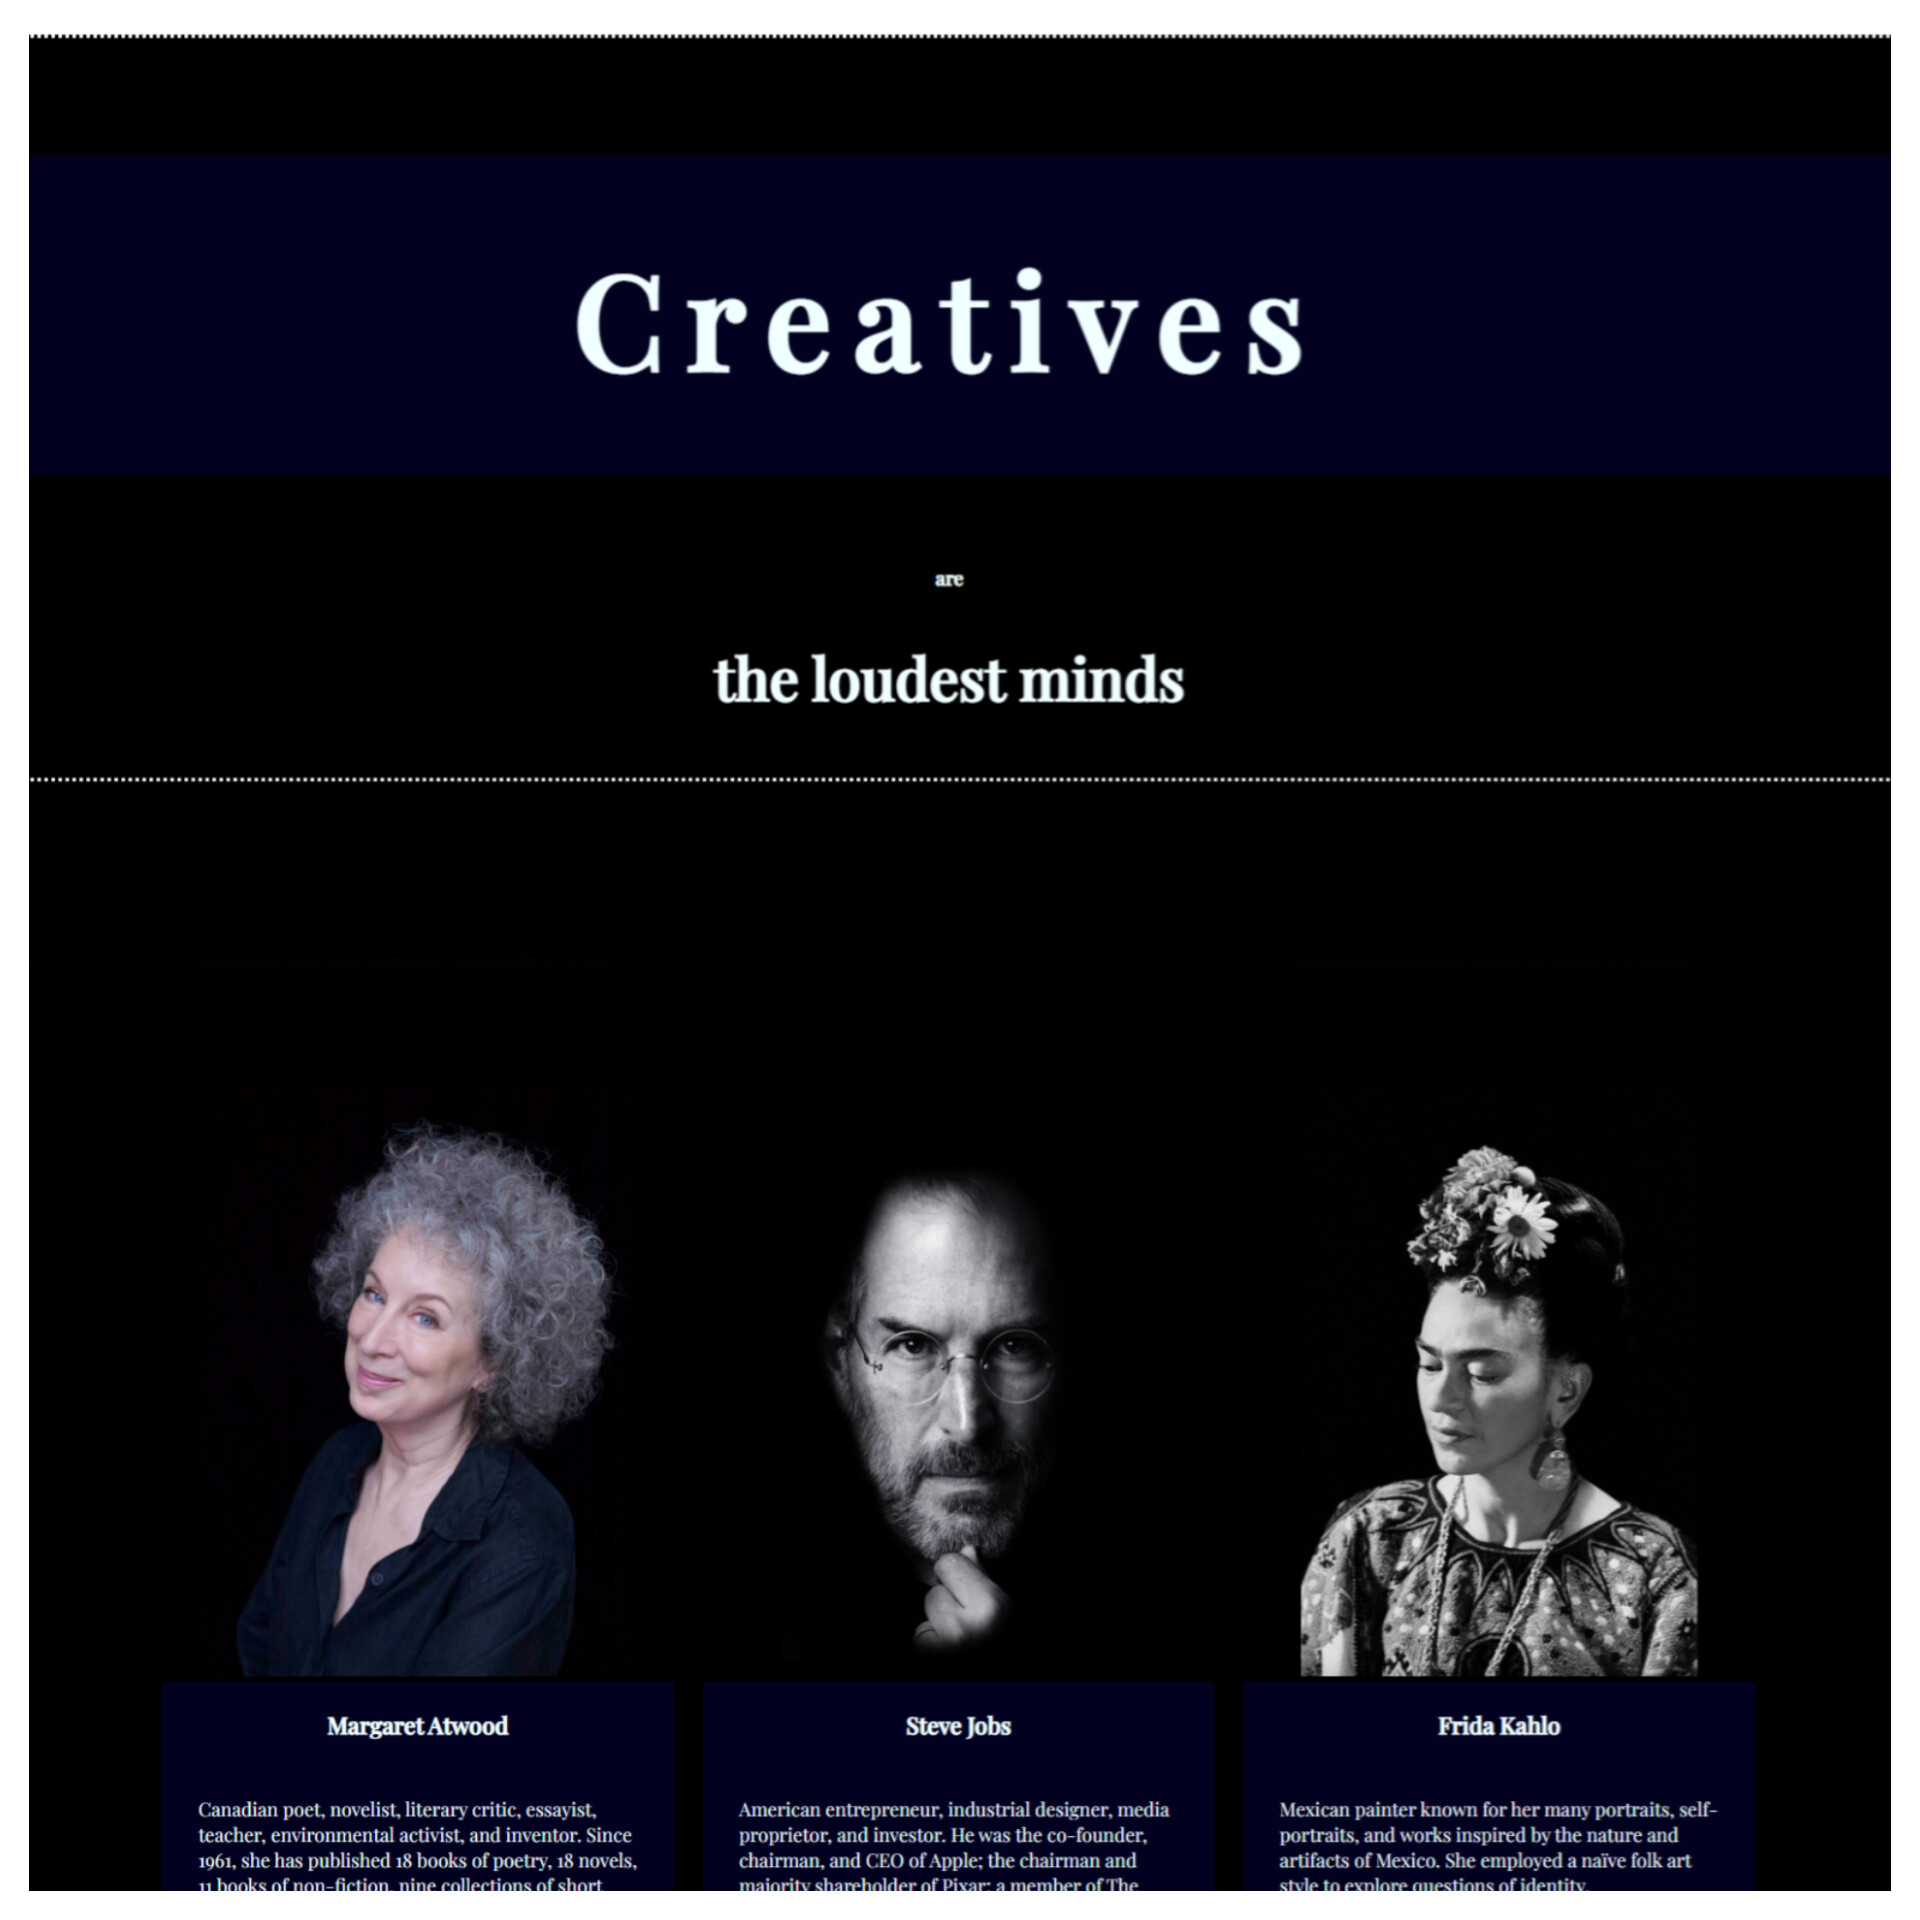 Creatives
are
the loudest minds
Margaret Atwood
Canadian poet, novelist, literary critic, essayist,
teacher, environmental activist, and inventor. Since
1961, she has published 18 books of poetry, 18 novels,
11 books of non-fiction, nine collections of short
Steve Jobs
American entrepreneur, industrial designer, media
proprietor, and investor. He was the co-founder,
chairman, and CEO of Apple; the chairman and
majority shareholder of Pixar; a member of The
Frida Kahlo
Mexican painter known for her many portraits, self-
portraits, and works inspired by the nature and
artifacts of Mexico. She employed a naïve folk art
style to explore questions of identity,